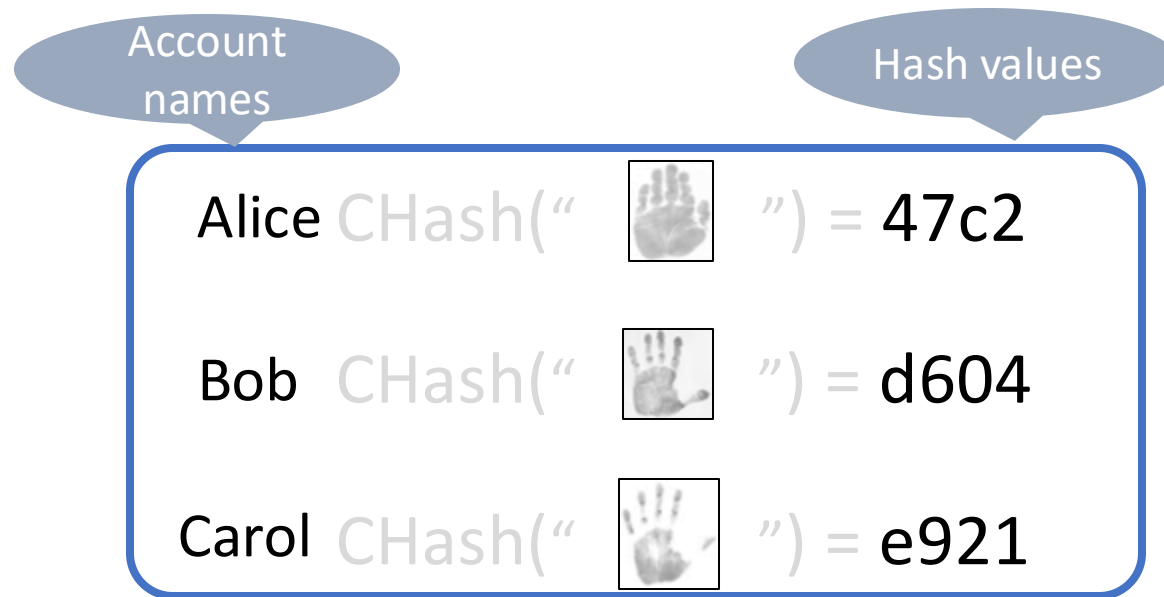 Account
names
Hash values
Alice CHash(“ ”) = 47c2
Bob CHash(“ ”) = d604
Carol CHash(“ ”) = e921